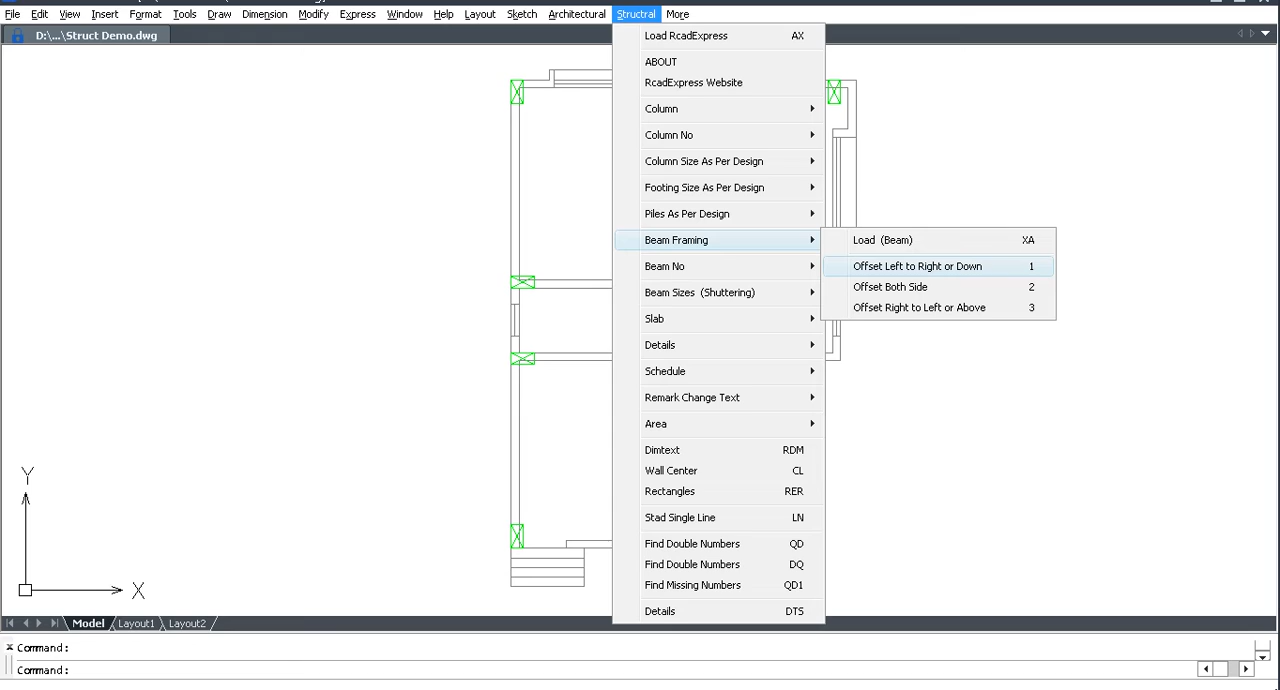 File Edit View Insert Format Tools Draw Dimension Modify Express Window Help Layout Sketch Architectural Structral More
D:\...\Struct Demo.dwg
Load RcadExpress AX
ABOUT
RcadExpress Website
Column
Column No
Column Size As Per Design
Footing Size As Per Design
Piles As Per Design
Beam Framing
Load (Beam) XA
Beam No
Offset Left to Right or Down 1
Offset Both Side 2
Beam Sizes (Shuttering)
Offset Right to Left or Above 3
Slab
Details
Schedule
Remark Change Text
Area
Dimtext RDM
Wall Center CL
Rectangles RER
Stad Single Line LN
Find Double Numbers QD
Find Double Numbers DQ
Find Missing Numbers QD1
Details DTS
Y
X
Model Layout1 Layout2
Command:
Command: